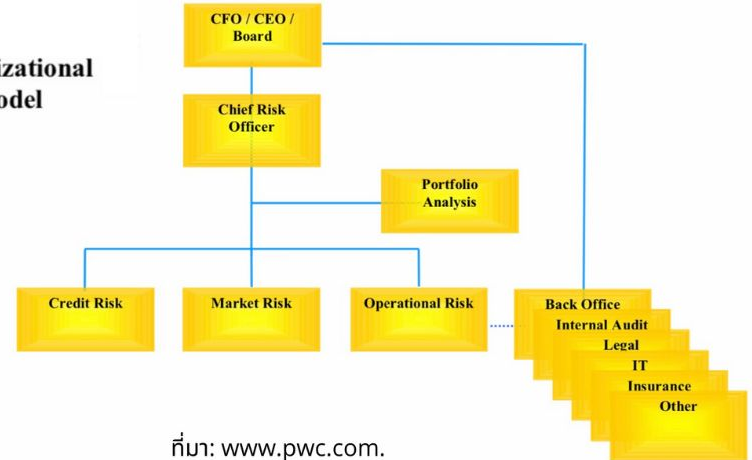 izational
odel
CFO / CEO /
Board
Chief Risk
Officer
Portfolio
Analysis
Credit Risk
Market Risk
Operational Risk
Back Office
Internal Audit
Legal
IT
Insurance
Other
ที่มา: www.pwc.com.